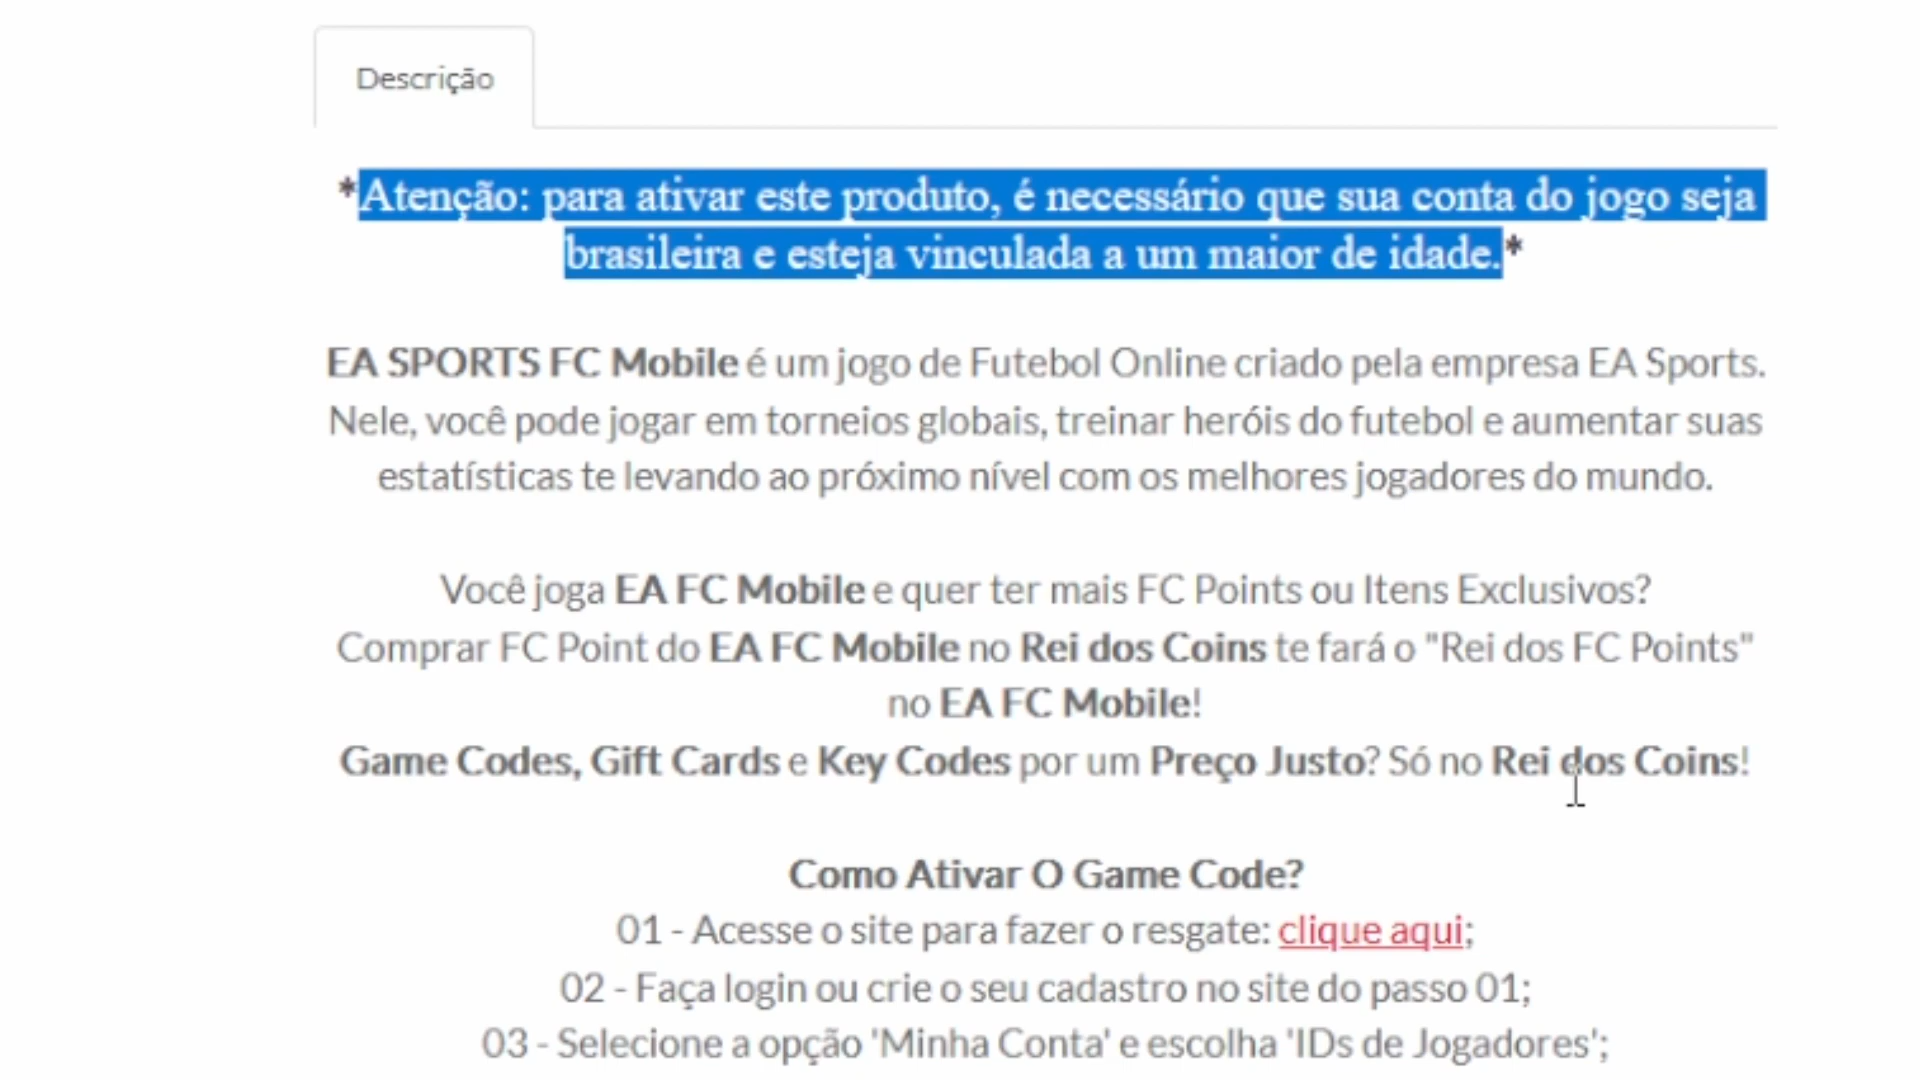 Descrição
*Atenção: para ativar este produto, é necessário que sua conta do jogo seja
brasileira e esteja vinculada a um maior de idade.*
EA SPORTS FC Mobile é um jogo de Futebol Online criado pela empresa EA Sports.
Nele, você pode jogar em torneios globais, treinar heróis do futebol e aumentar suas
estatísticas te levando ao próximo nível com os melhores jogadores do mundo.
Você joga EA FC Mobile e quer ter mais FC Points ou Itens Exclusivos?
Comprar FC Point do EA FC Mobile no Rei dos Coins te fará o "Rei dos FC Points"
no EA FC Mobile!
Game Codes, Gift Cards e Key Codes por um Preço Justo? Só no Rei dos Coins!
Como Ativar O Game Code?
01 - Acesse o site para fazer o resgate: clique aqui;
02 - Faça login ou crie o seu cadastro no site do passo 01;
03 - Selecione a opção 'Minha Conta' e escolha 'IDs de Jogadores';